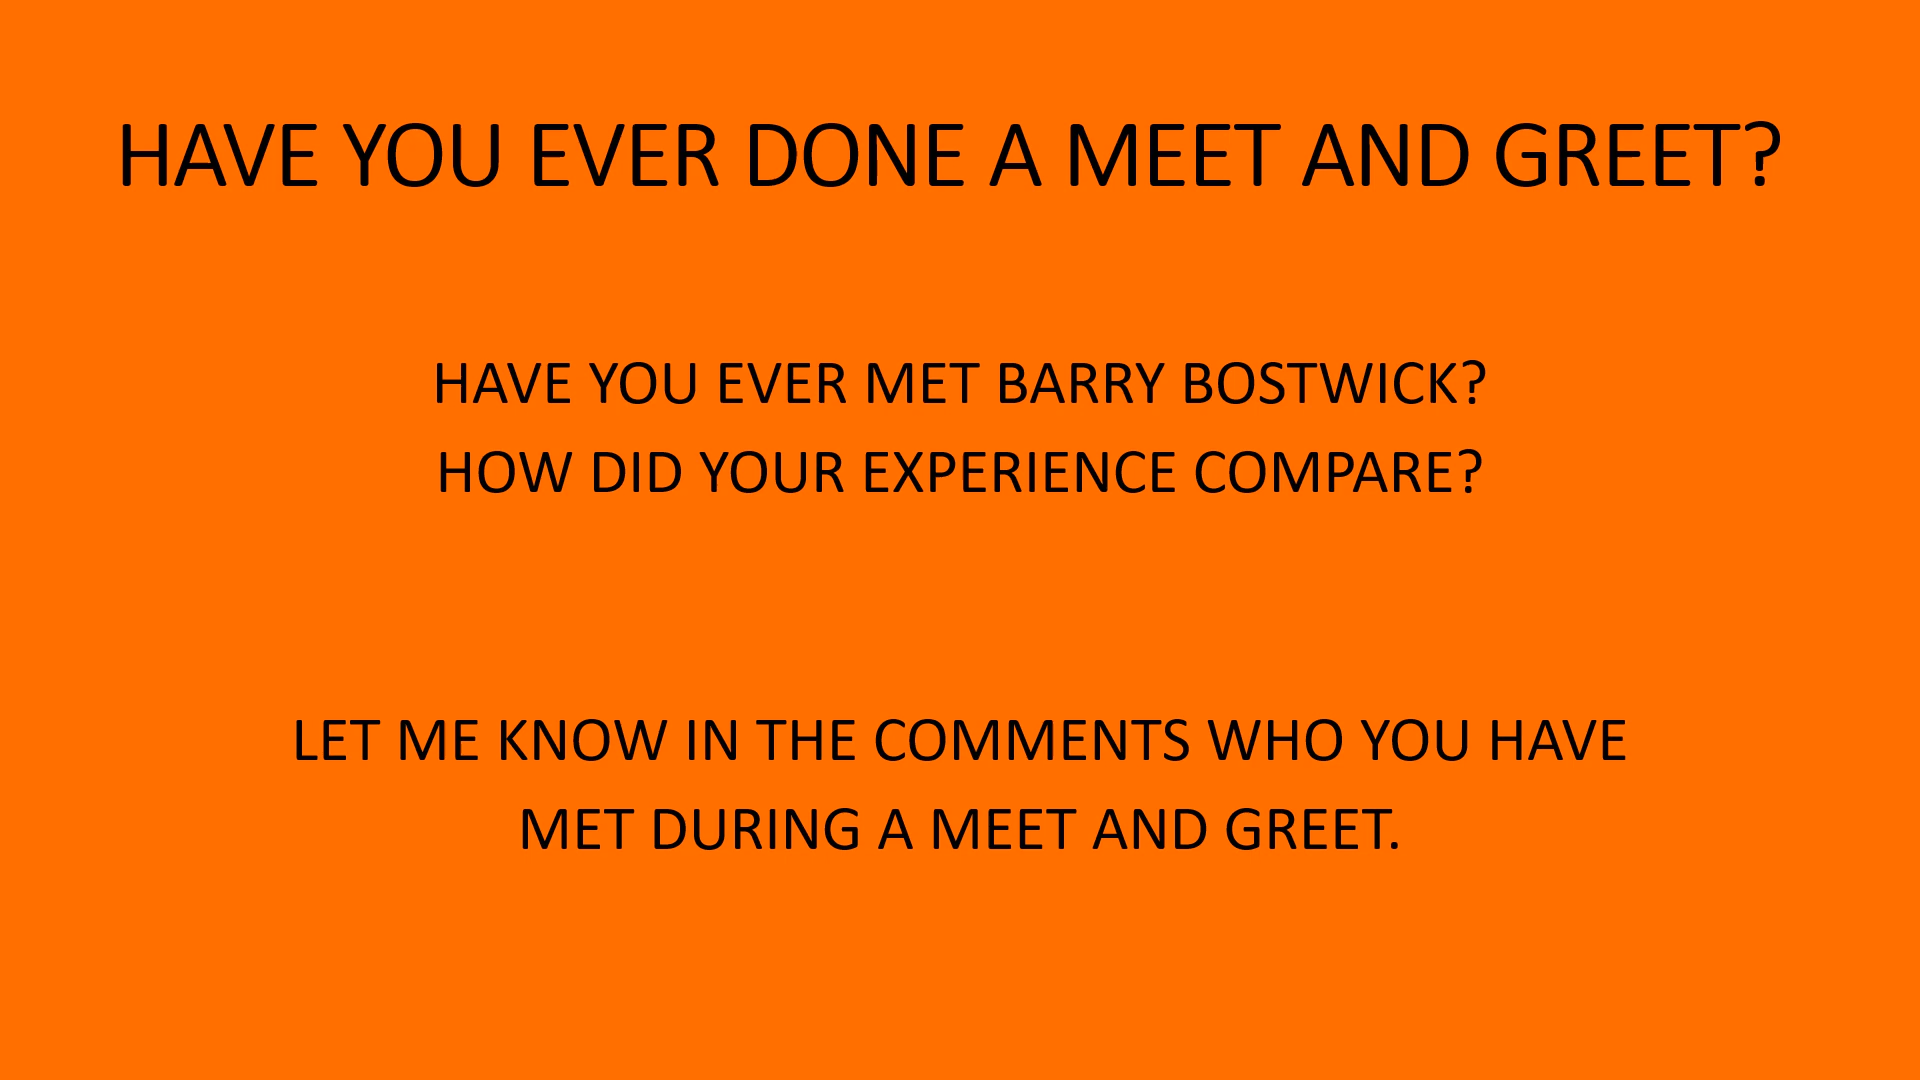 HAVE YOU EVER DONE A MEET AND GREET?
HAVE YOU EVER MET BARRY BOSTWICK?
HOW DID YOUR EXPERIENCE COMPARE?
LET ME KNOW IN THE COMMENTS WHO YOU HAVE
MET DURING A MEET AND GREET.